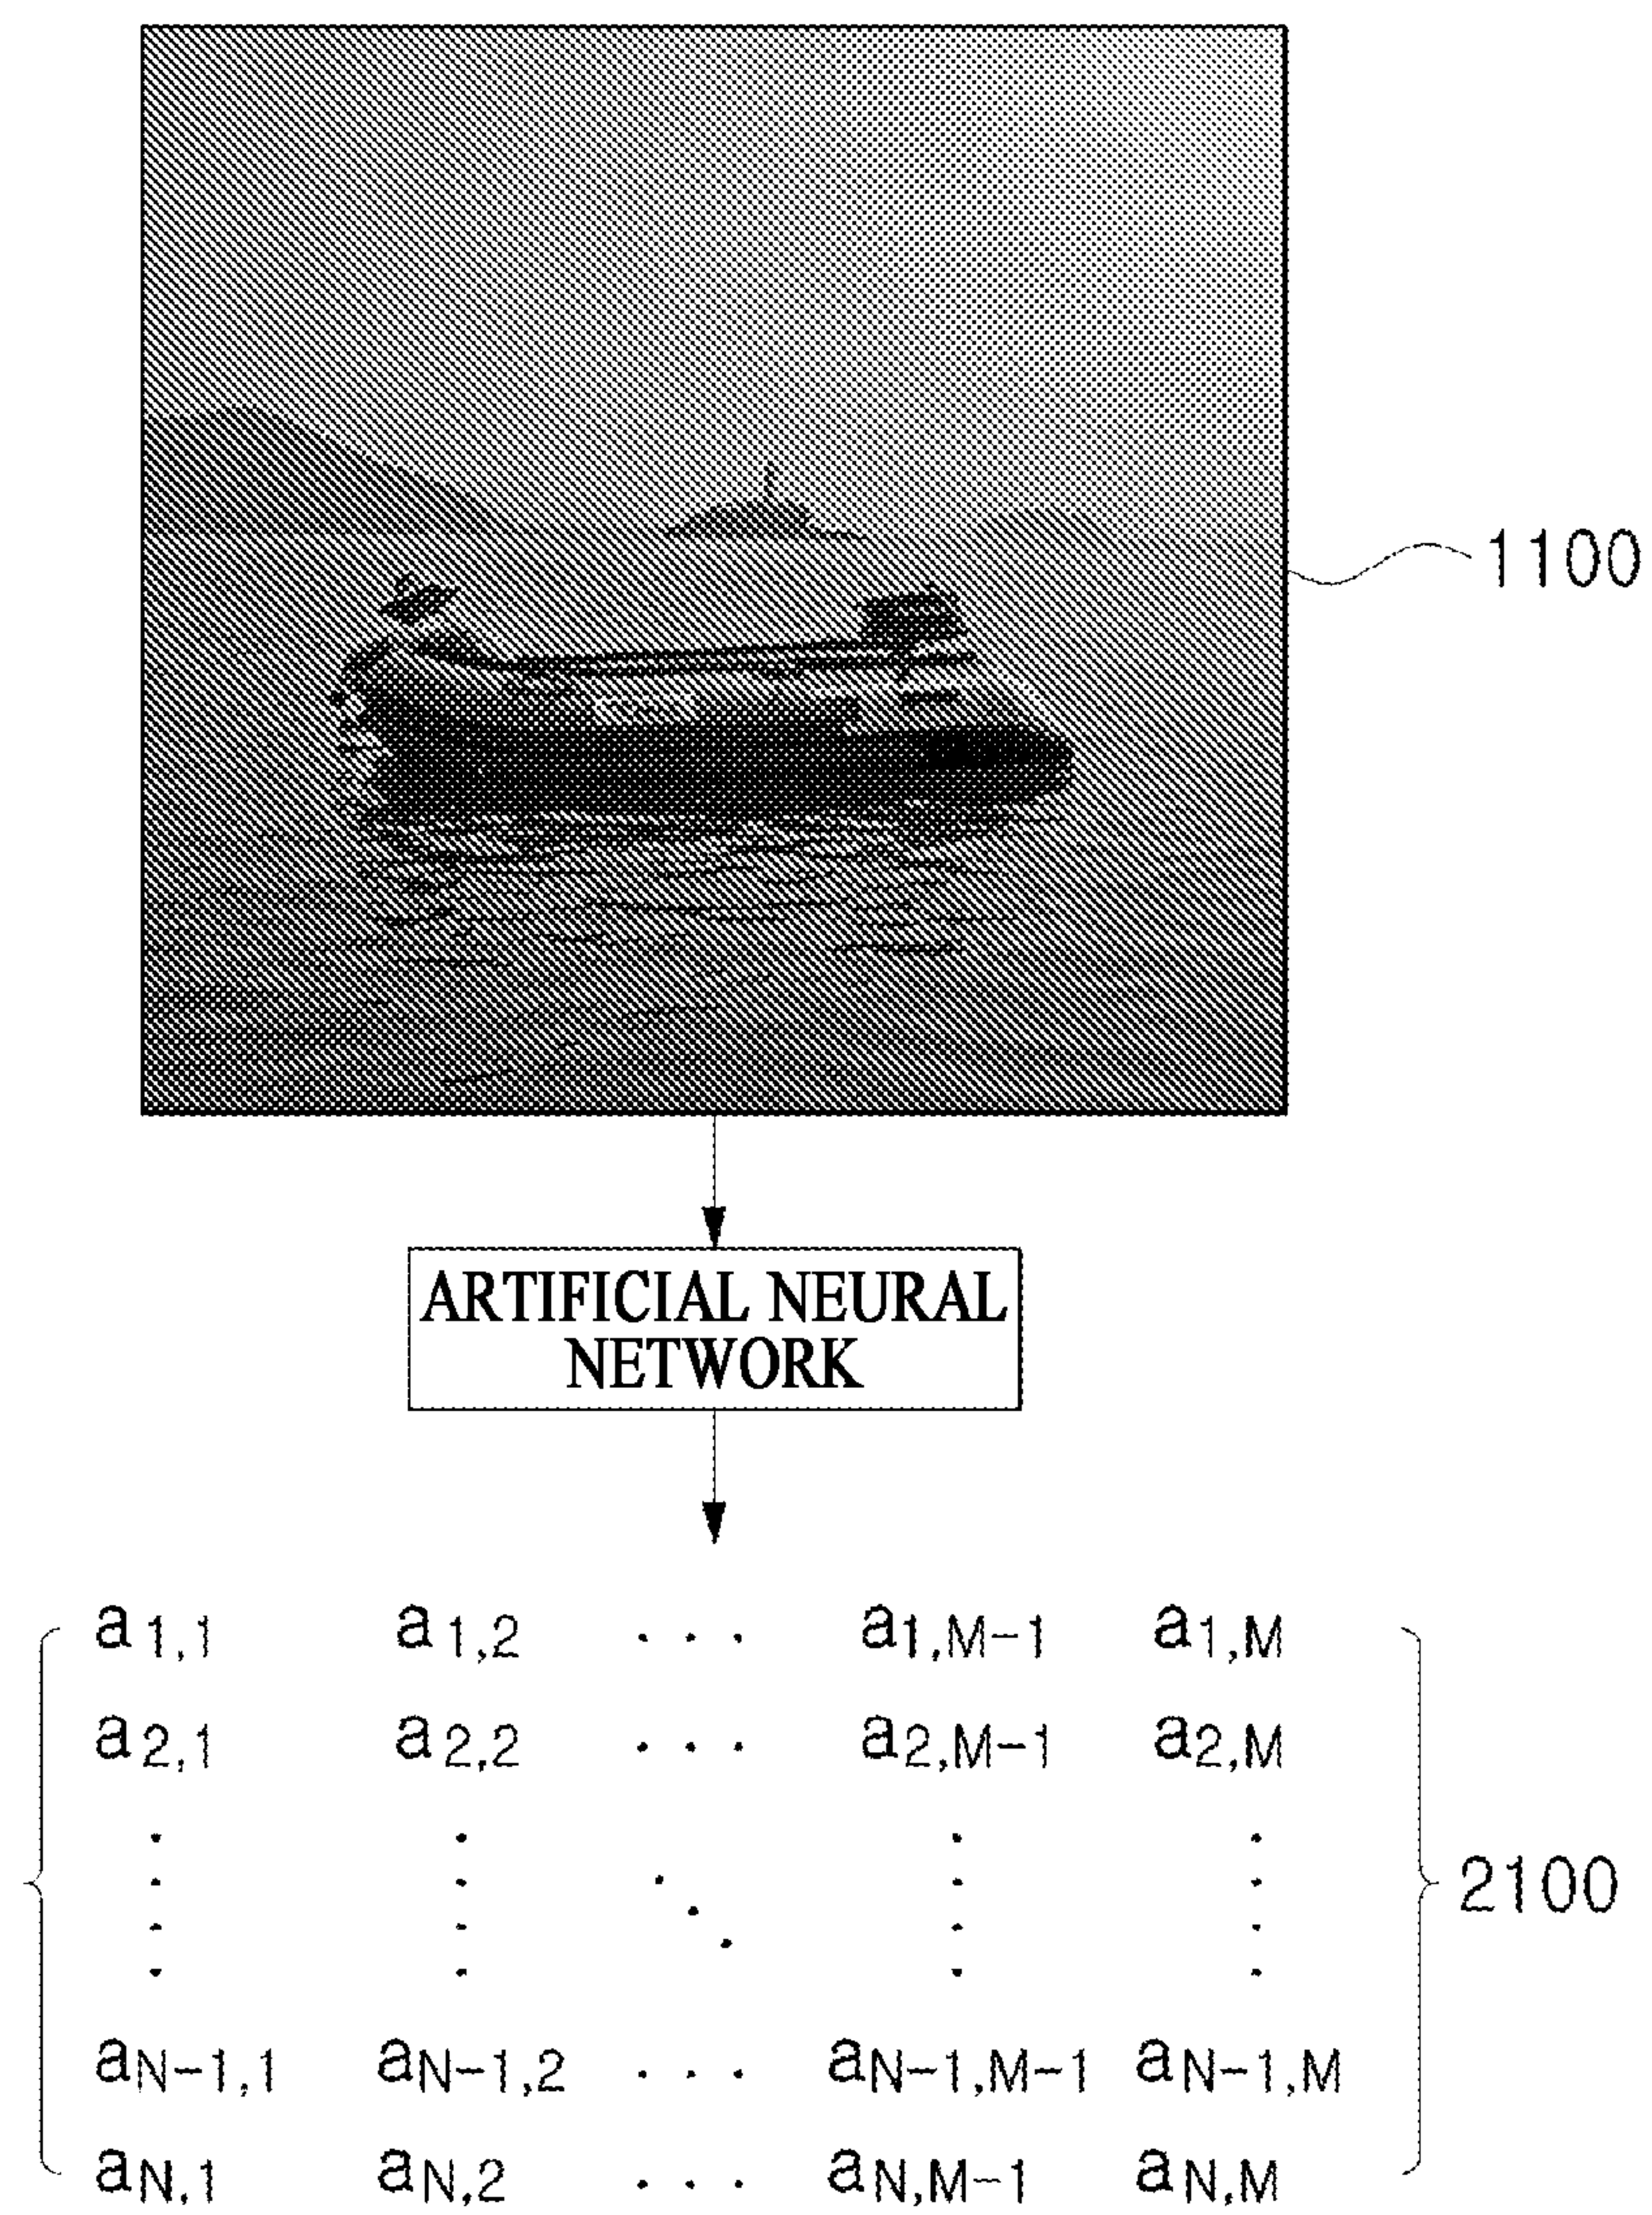 1100
ARTIFICIAL NEURAL
NETWORK
a1,1 a1,2 ... a1,M-1 a1,M
a2,1 a2,2 ... a2,M-1 a2,M
2100
aN-1,1 aN-1,2 ... aN-1,M-1 aN-1,M
aN,1 aN,2 ... aN,M-1 aN,M